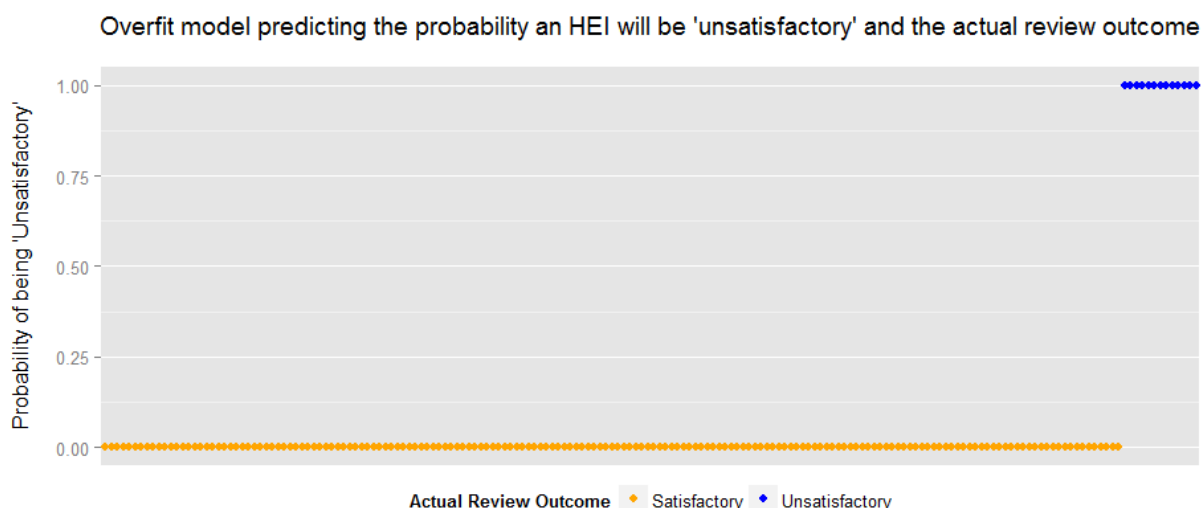 Overfit model predicting the probability an HEI will be 'unsatisfactory' and the actual review outcome
Probability of being 'Unsatisfactory'
1.00
0.75
0.50
0.25
0.00
Actual Review Outcome Satisfactory Unsatisfactory